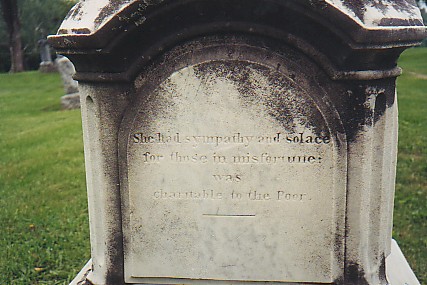 She had sympathy and solace
for those in misfortune:
was
charitable to the Poor.